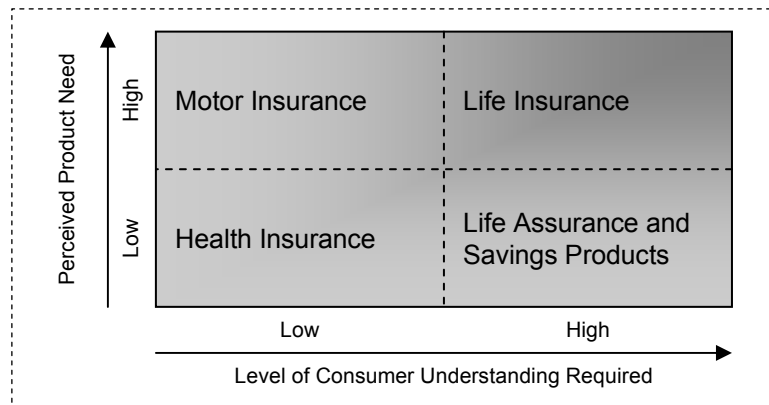 Perceived Product Need
High
Low
Motor Insurance
Life Insurance
Health Insurance
Life Assurance and
Savings Products
Low
High
Level of Consumer Understanding Required